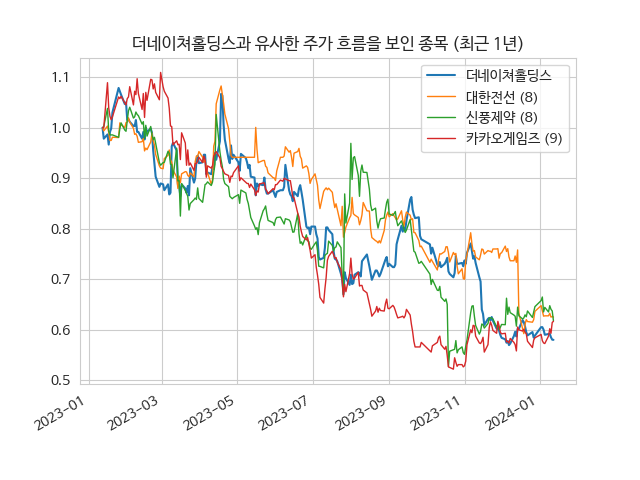 더네이쳐홀딩스과 유사한 주가 흐름을 보인 종목 (최근 1년)
더네이쳐홀딩스
대한전선 (8)
신풍제약 (8)
카카오게임즈 (9)
1.1
1.0
0.9
0.8
0.7
0.6
0.5
2023-01
2023-03
2023-05
2023-07
2023-09
2023-11
2024-01